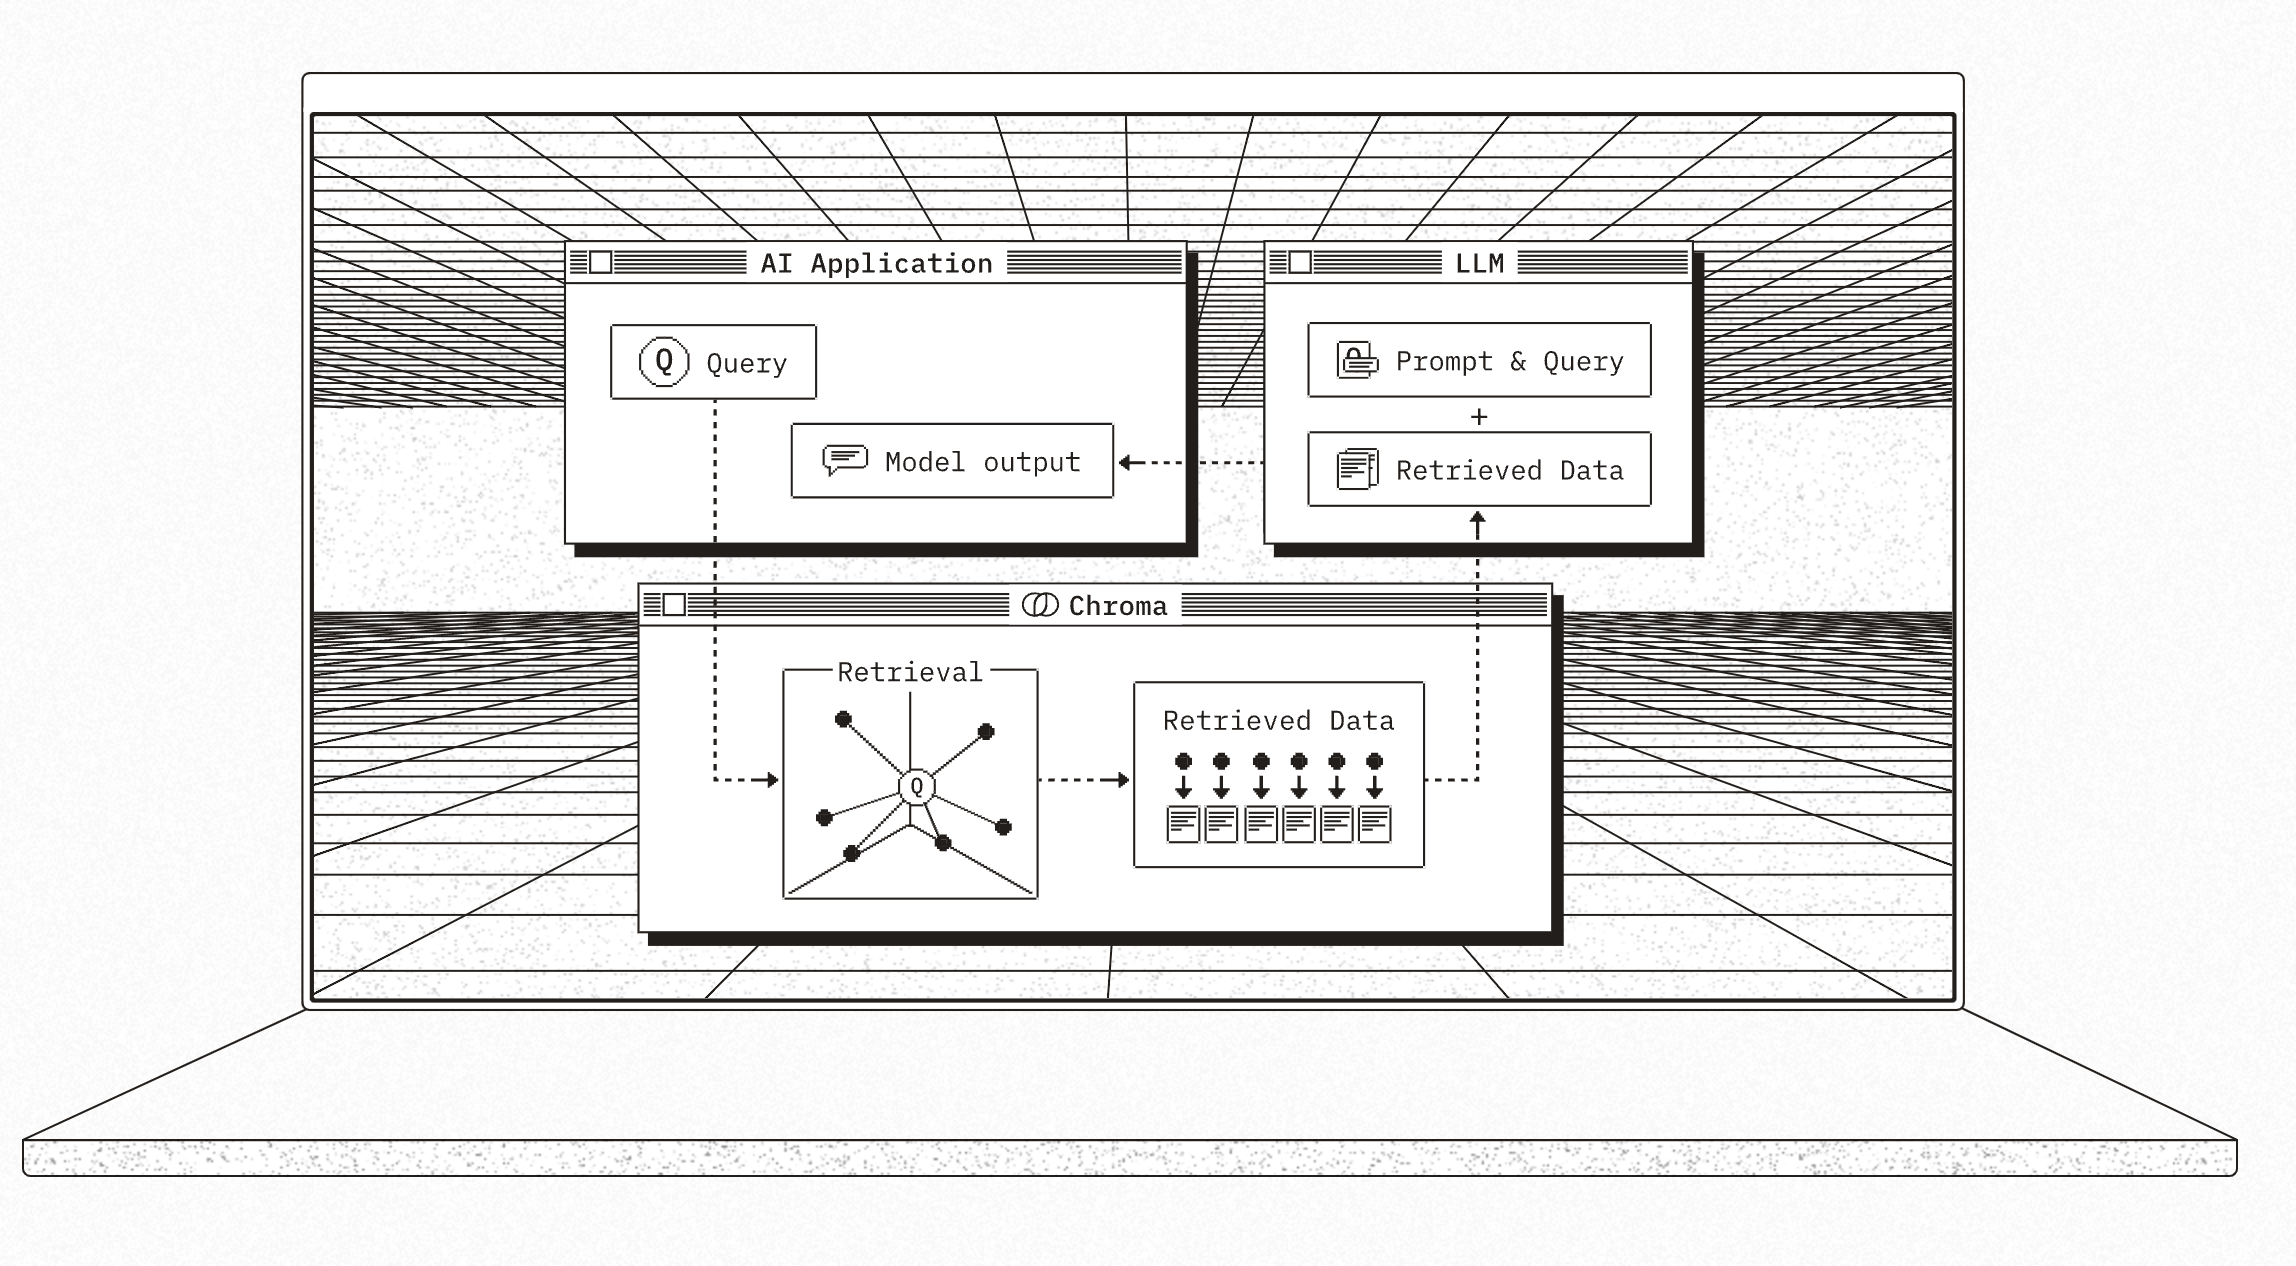 AI Application
Q Query
Model output
LLM
Prompt & Query
+
Retrieved Data
Chroma
Retrieval
Q
Retrieved Data